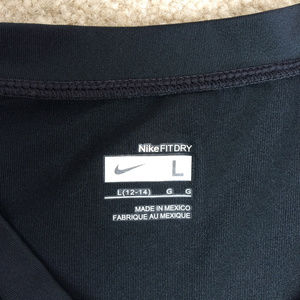 NikeFITDRY
L
L(12-14) G G
MADE IN MEXICO
FABRIQUE AU MEXIQUE